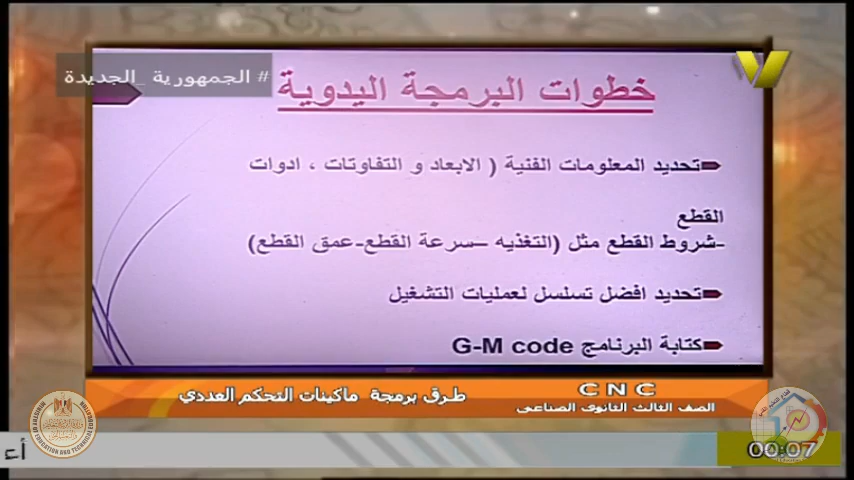 # الجمهورية _الجديدة
خطوات البرمجة اليدوية
تحديد المعلومات الفنية ( الابعاد و التفاوتات ، ادوات
القطع
-شروط القطع مثل (التغذيه –سرعة القطع-عمق القطع)
تحديد افضل تسلسل لعمليات التشغيل
كتابة البرنامج G-M code
CNC
الصف الثالث الثانوى الصناعى
طرق برمجة ماكينات التحكم العددي
00:07